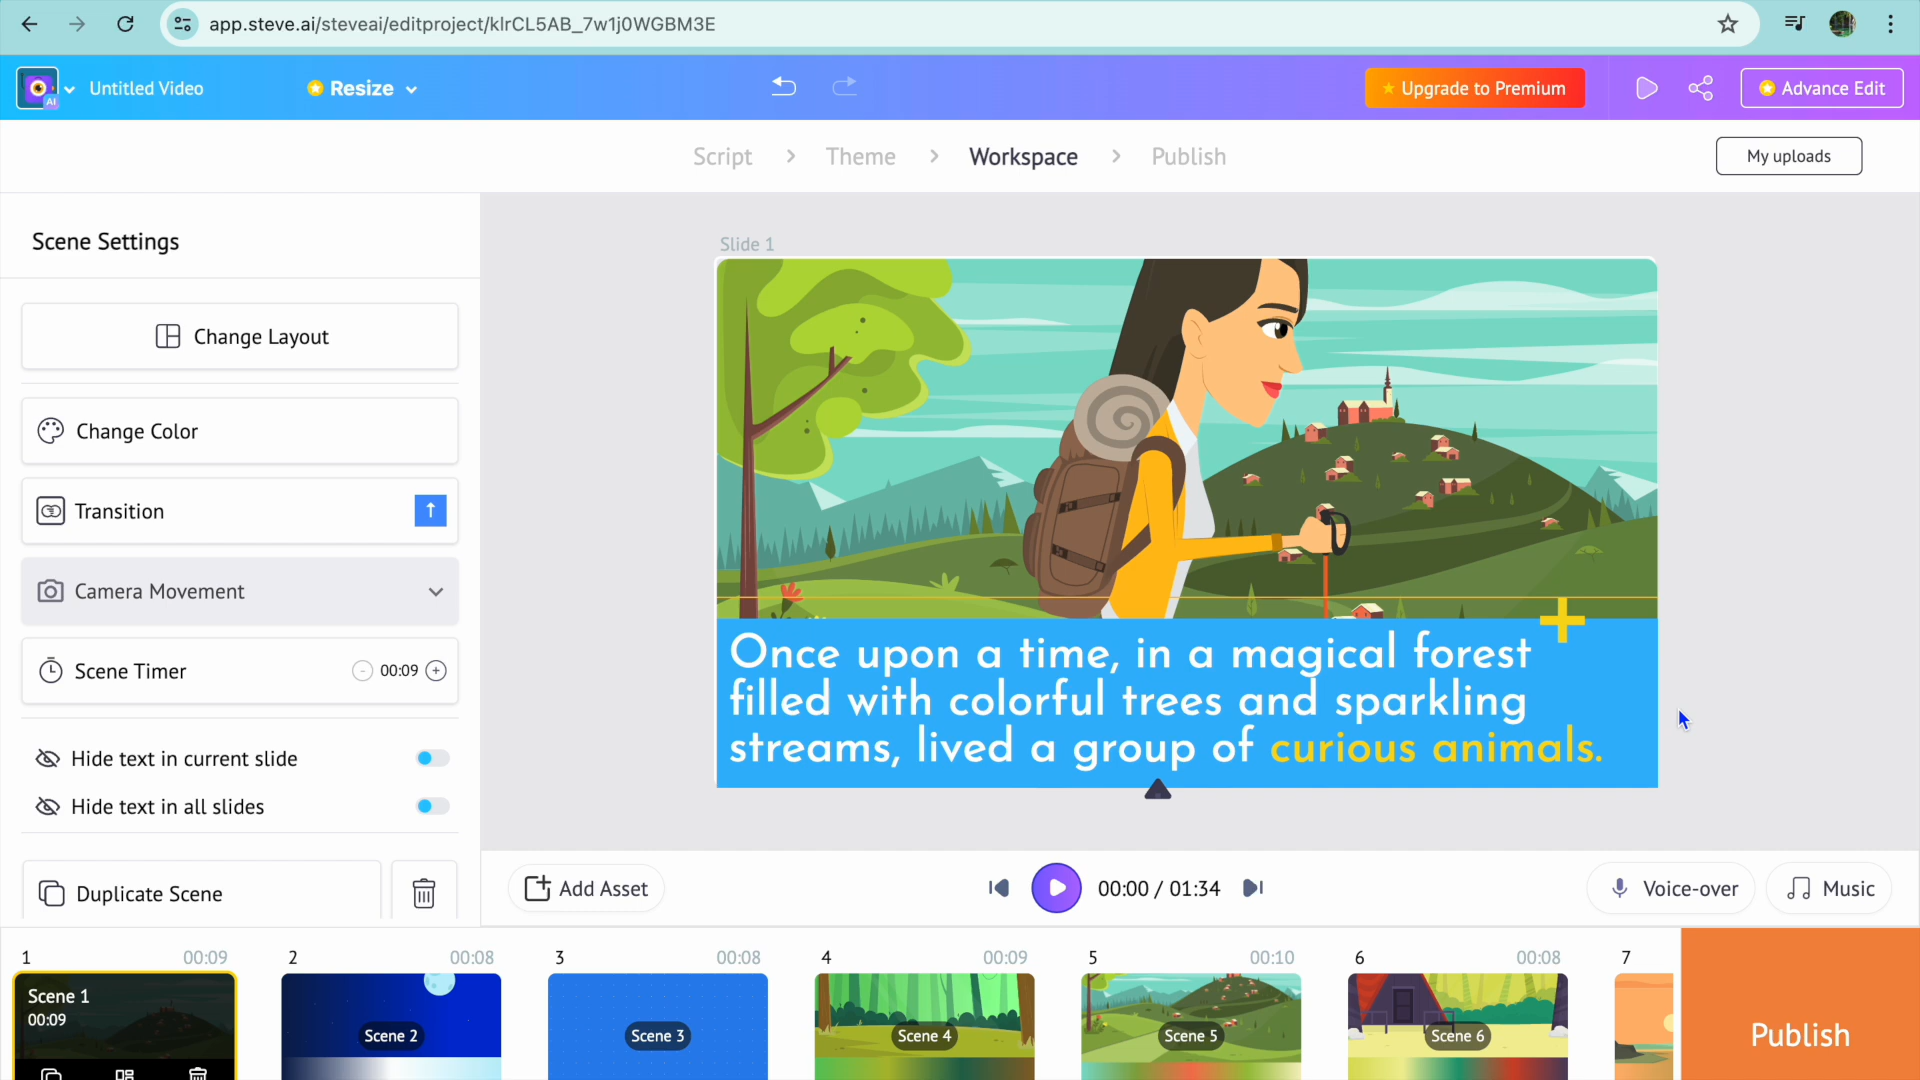 app.steve.ai/steveai/editproject/klrCL5AB_7w1j0WGBM3E
AI
Untitled Video
Resize
Upgrade to Premium
Advance Edit
Script
Theme
Workspace
Publish
My uploads
Scene Settings
Change Layout
Change Color
Transition
Camera Movement
Scene Timer
00:09
Hide text in current slide
Hide text in all slides
Duplicate Scene
Slide 1
Once upon a time, in a magical forest
filled with colorful trees and sparkling
streams, lived a group of curious animals.
Add Asset
00:00 / 01:34
Voice-over
Music
1 00:09
Scene 1
00:09
2 00:08
Scene 2
3 00:08
Scene 3
4 00:09
Scene 4
5 00:10
Scene 5
6 00:08
Scene 6
7
Publish